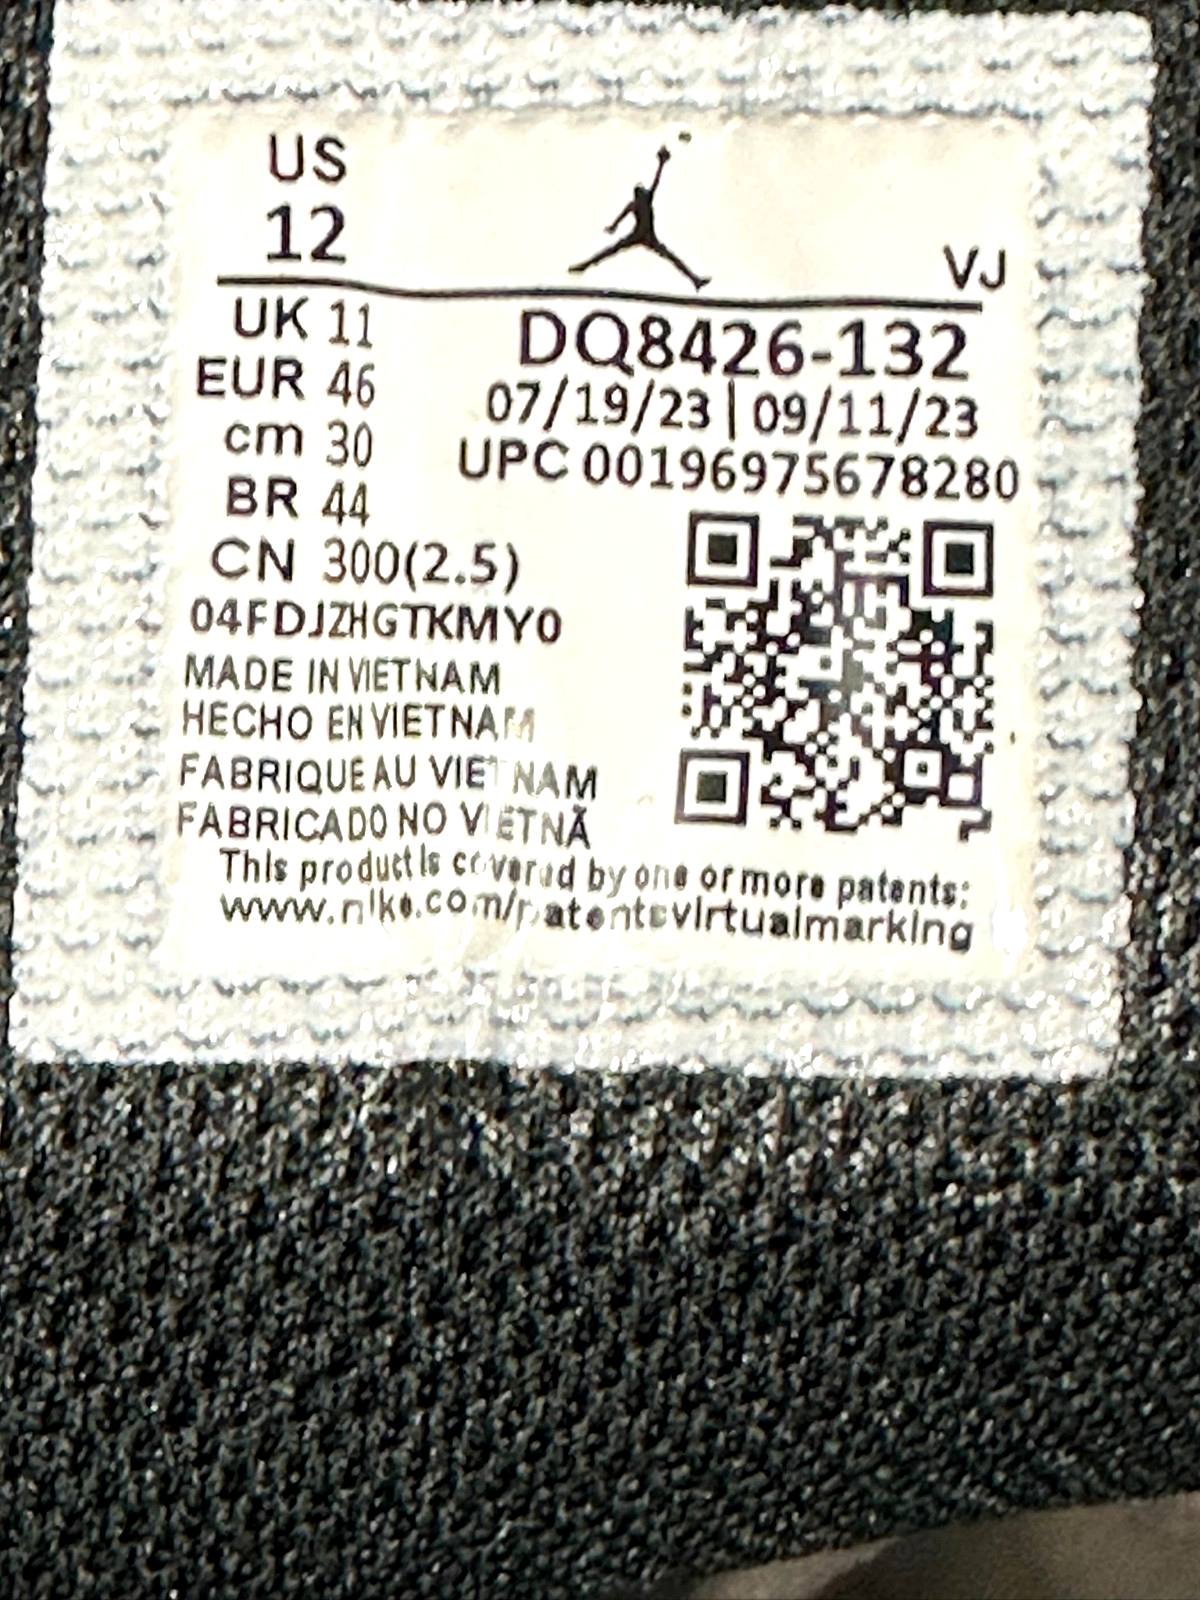 US
12
VJ
UK 11
EUR 46
cm 30
BR 44
CN 300(2.5)
DQ8426-132
07/19/23 | 09/11/23
UPC 00196975678280
04FDJZHGTKMY0
MADE IN VIETNAM
HECHO EN VIETNAM
FABRIQUE AU VIETNAM
FABRICADO NO VIETNÃ
This product is covered by one or more patents:
www.nike.com/patentsvirtualmarking